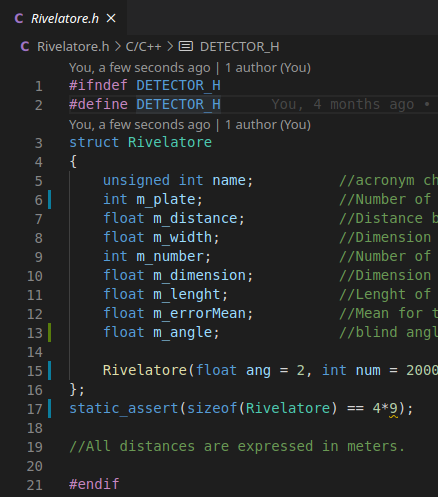 C Rivelatore.h ×
C Rivelatore.h > C/C++ > DETECTOR_H
You, a few seconds ago | 1 author (You)
1 #ifndef DETECTOR_H
2 #define DETECTOR_H You, 4 months ago •
You, a few seconds ago | 1 author (You)
3 struct Rivelatore
4 {
5 unsigned int name; //acronym ch
6 int m_plate; //Number of
7 float m_distance; //Distance b
8 float m_width; //Dimension
9 int m_number; //Number of
10 float m_dimension; //Dimension
11 float m_lenght; //Lenght of
12 float m_errorMean; //Mean for t
13 float m_angle; //blind angl
14
15 Rivelatore(float ang = 2, int num = 2000
16 };
17 static_assert(sizeof(Rivelatore) == 4*9);
18
19 //All distances are expressed in meters.
20
21 #endif